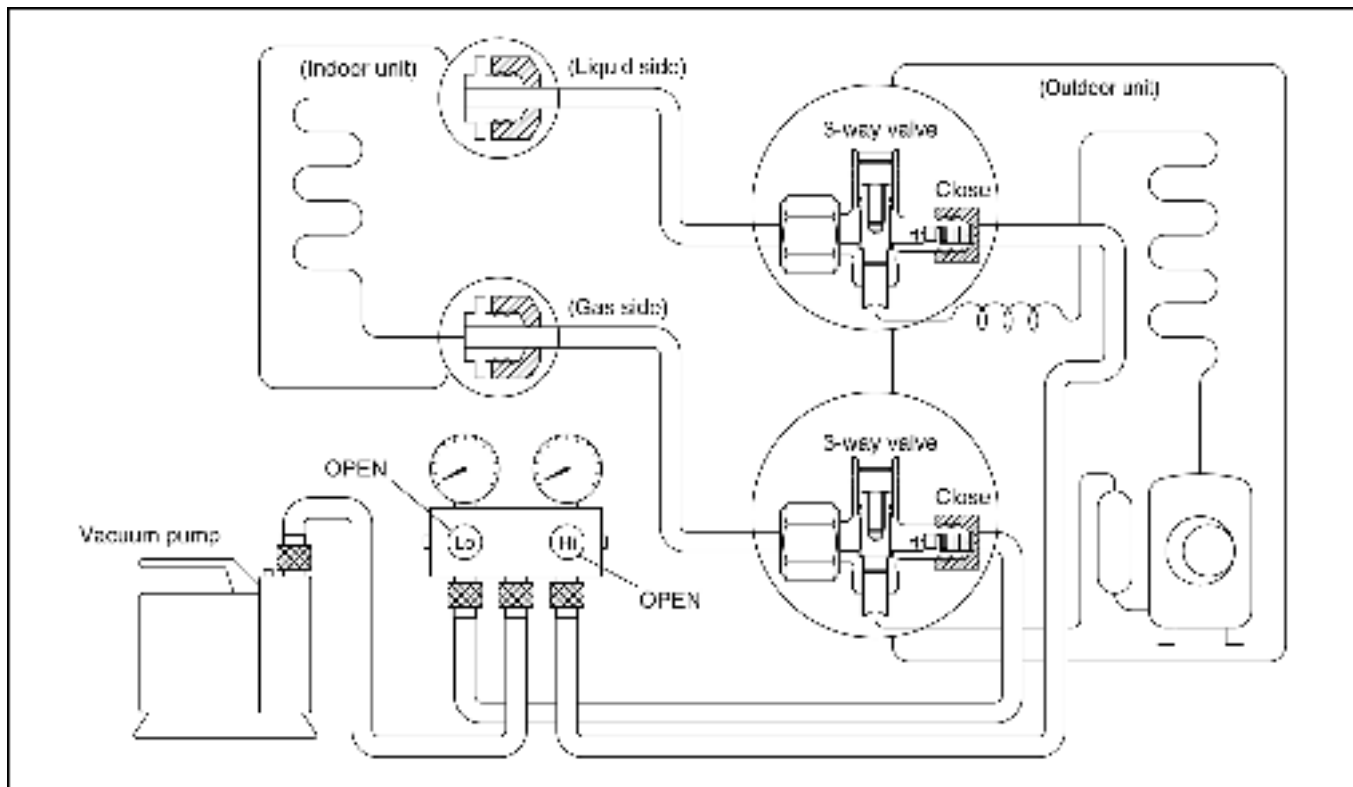 (Indoor unit)
(Liquid side)
(Outdoor unit)
3-way valve
Close
(Gas side)
3-way valve
OPEN
Close
Vacuum pump
Lo
Hi
OPEN